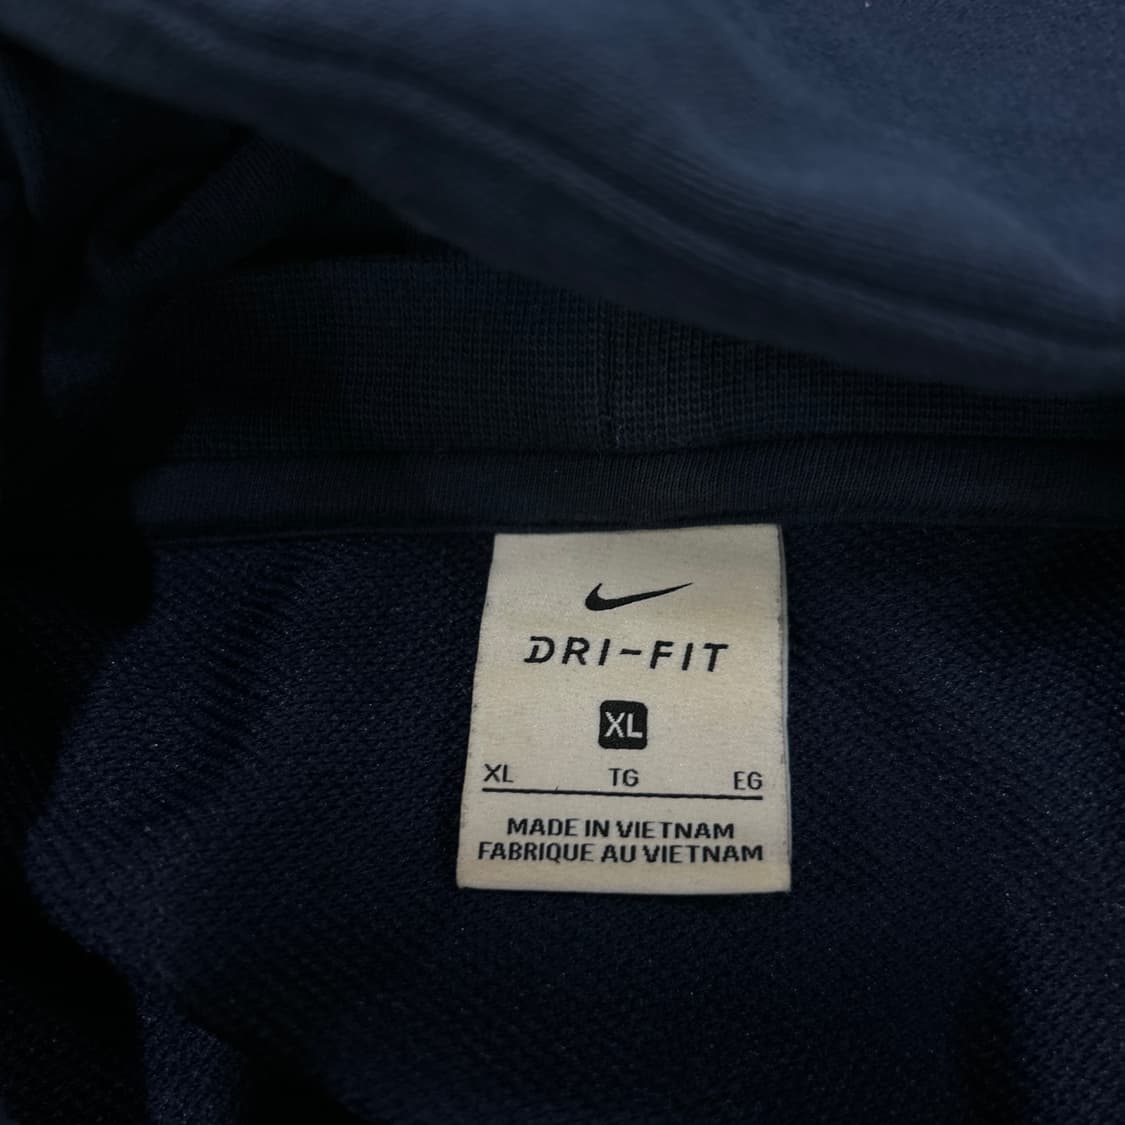 DRI-FIT
XL
XL TG EG
MADE IN VIETNAM
FABRIQUE AU VIETNAM